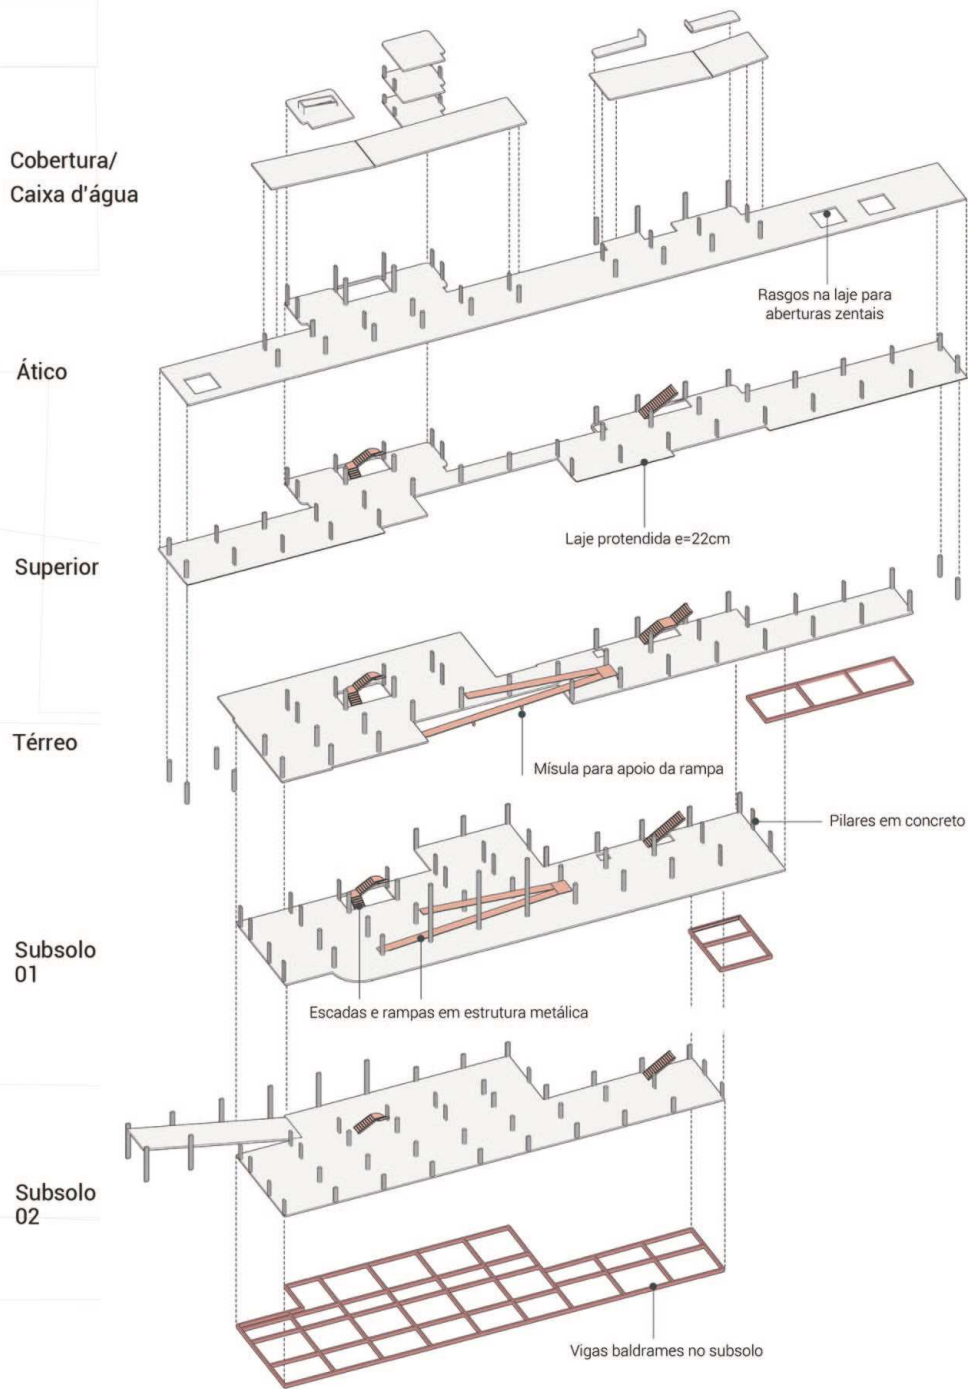 Cobertura/
Caixa d'água
Rasgos na laje para
aberturas zentais
Ático
Laje protendida e=22cm
Superior
Térreo
Mísula para apoio da rampa
Pilares em concreto
Subsolo
01
Escadas e rampas em estrutura metálica
Subsolo
02
Vigas baldrames no subsolo